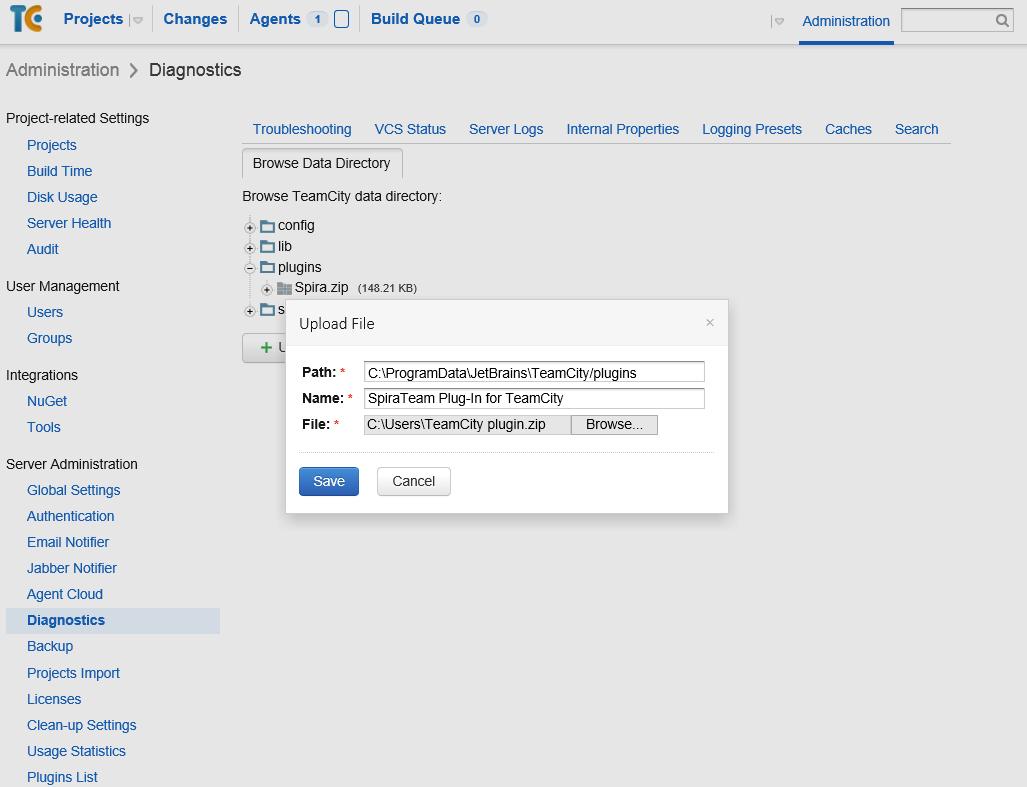 TC Projects Changes Agents 1 Build Queue 0 Administration
Administration Diagnostics
Project-related Settings
Projects
Build Time
Disk Usage
Server Health
Audit
User Management
Users
Groups
Integrations
NuGet
Tools
Server Administration
Global Settings
Authentication
Email Notifier
Jabber Notifier
Agent Cloud
Diagnostics
Backup
Projects Import
Licenses
Clean-up Settings
Usage Statistics
Plugins List
Troubleshooting VCS Status Server Logs Internal Properties Logging Presets Caches Search
Browse Data Directory
Browse TeamCity data directory:
config
lib
plugins
Spira.zip (148.21 KB)
Upload File ×
Path: * C:\ProgramData\JetBrains\TeamCity/plugins
Name: * SpiraTeam Plug-In for TeamCity
File: * C:\Users\TeamCity plugin.zip Browse...
Save Cancel